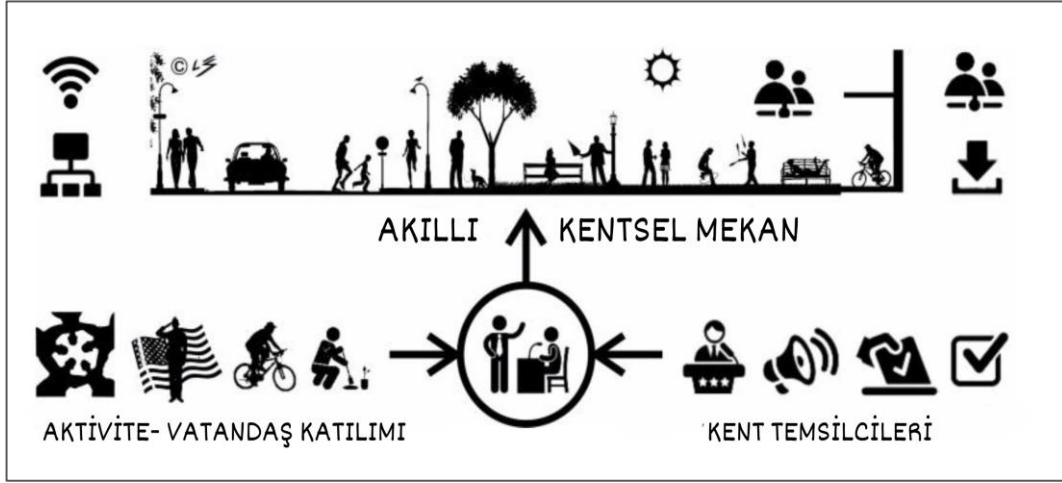 ©
AKILLI KENTSEL MEKAN
AKTİVİTE- VATANDAŞ KATILIMI
KENT TEMSİLCİLERİ